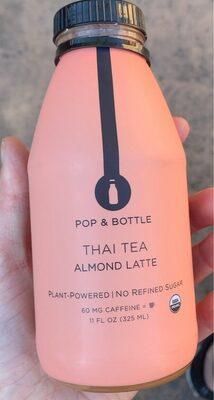 POP & BOTTLE
THAI TEA
ALMOND LATTE
PLANT-POWERED | NO REFINED SUGAR
60 MG CAFFEINE =
11 FL OZ (325 ML)